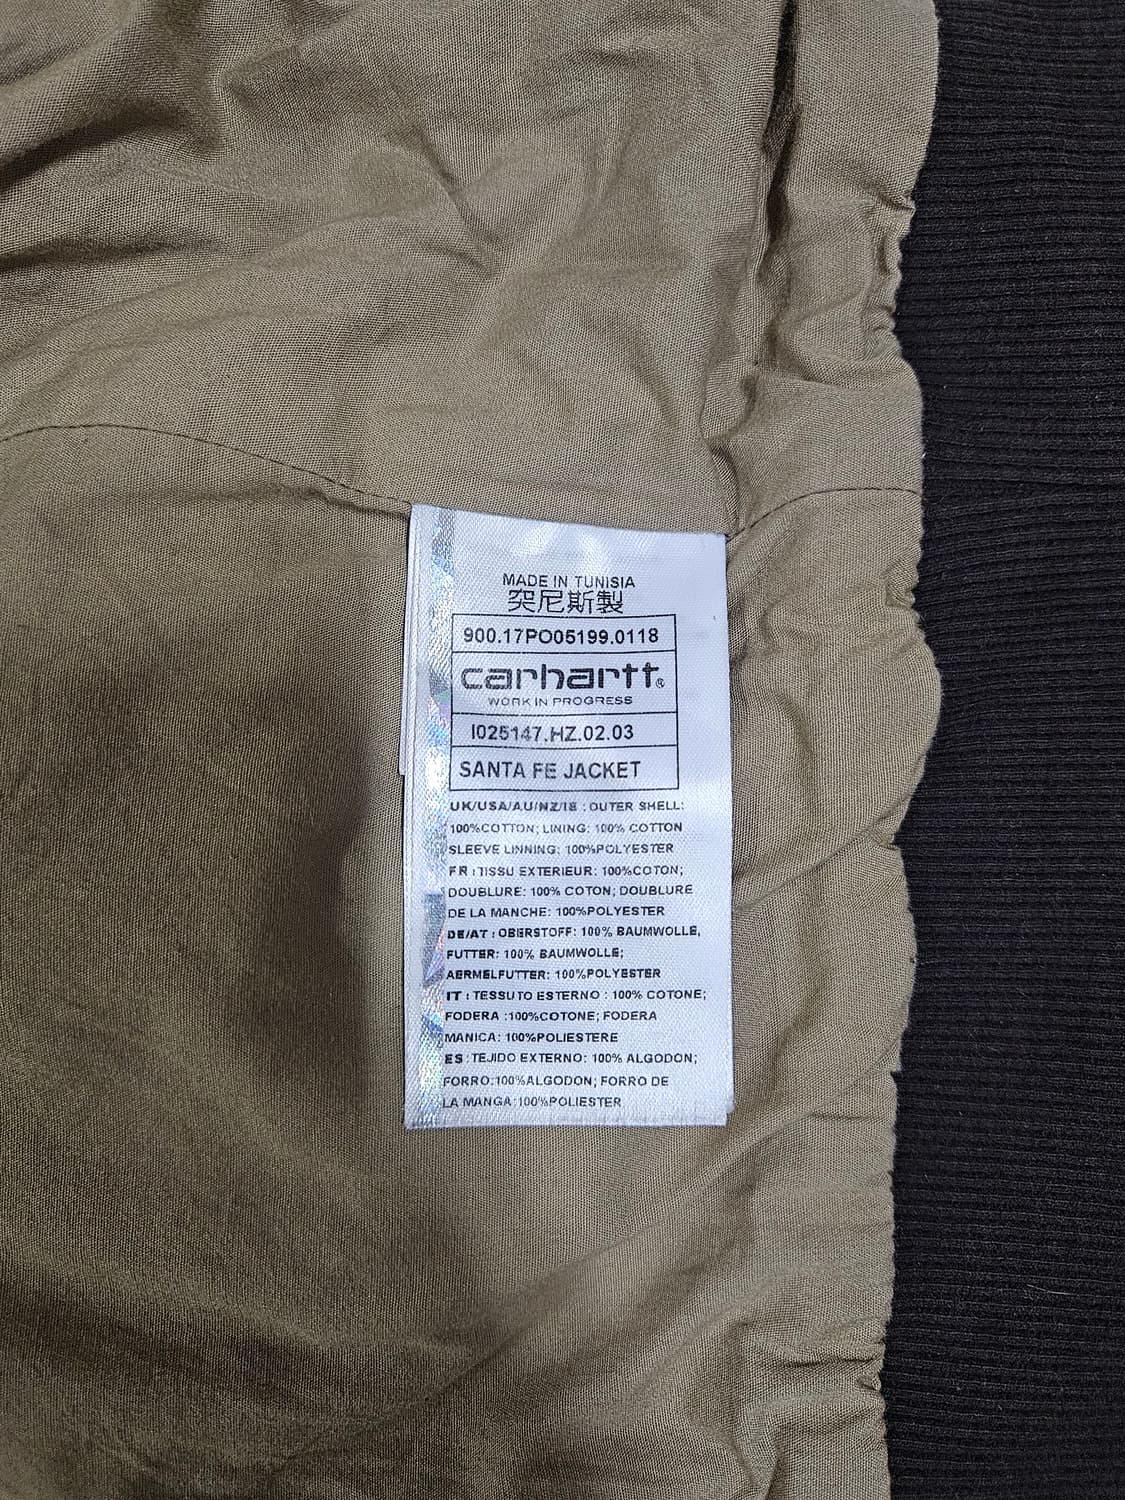 MADE IN TUNISIA
突尼斯製
900.17PO05199.0118
carhartt®
WORK IN PROGRESS
I025147.HZ.02.03
SANTA FE JACKET
UK/USA/AU/NZ/IE : OUTER SHELL:
100%COTTON; LINING: 100% COTTON
SLEEVE LINNING: 100%POLYESTER
FR : TISSU EXTERIEUR: 100%COTON;
DOUBLURE: 100% COTON; DOUBLURE
DE LA MANCHE: 100%POLYESTER
DE/AT : OBERSTOFF: 100% BAUMWOLLE,
FUTTER: 100% BAUMWOLLE;
AERMELFUTTER: 100%POLYESTER
IT : TESSUTO ESTERNO : 100% COTONE;
FODERA :100%COTONE; FODERA
MANICA: 100%POLIESTERE
ES : TEJIDO EXTERNO: 100% ALGODON;
FORRO:100%ALGODON; FORRO DE
LA MANGA:100%POLIESTER